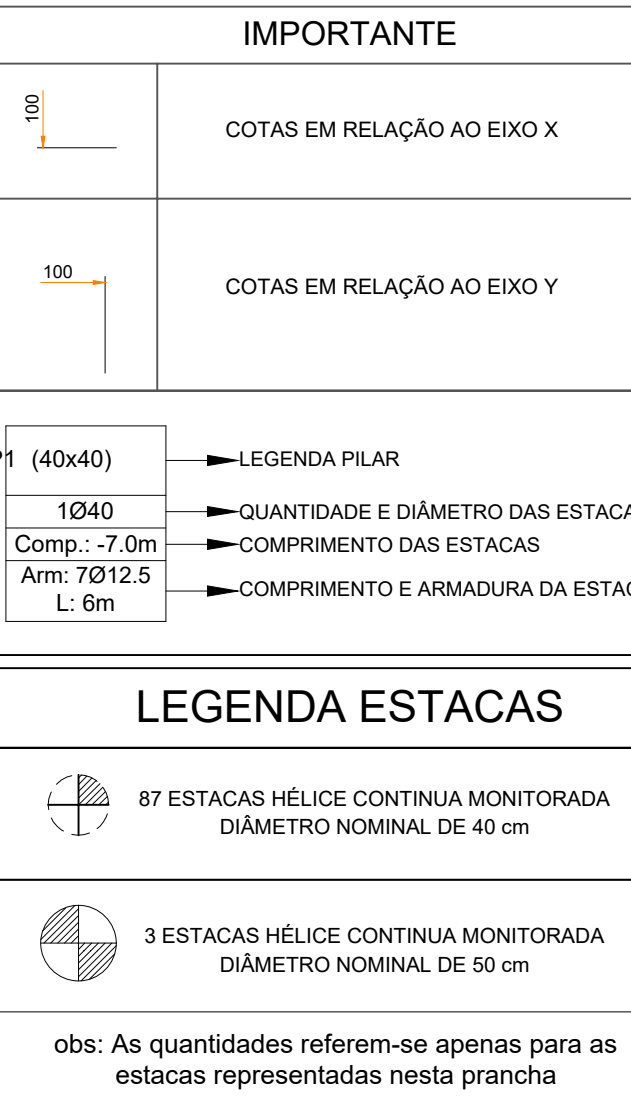 IMPORTANTE
100
COTAS EM RELAÇÃO AO EIXO X
100
COTAS EM RELAÇÃO AO EIXO Y
1 (40x40)
LEGENDA PILAR
1Ø40
QUANTIDADE E DIÂMETRO DAS
Comp.: -7.0m
COMPRIMENTO DAS ESTACAS
Arm: 7Ø12.5
L: 6m
COMPRIMENTO E ARMADURA DA
LEGENDA ESTACAS
87 ESTACAS HÉLICE CONTINUA MONITORADA
DIÂMETRO NOMINAL DE 40 cm
3 ESTACAS HÉLICE CONTINUA MONITORADA
DIÂMETRO NOMINAL DE 50 cm
obs: As quantidades referem-se apenas para as
estacas representadas nesta prancha